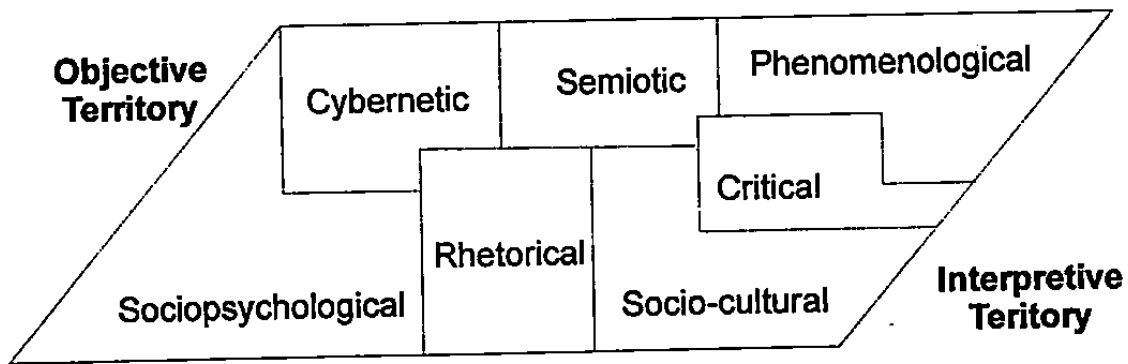 Objective
Territory
Cybernetic
Semiotic
Phenomenological
Critical
Rhetorical
Sociopsychological
Socio-cultural
Interpretive
Teritory